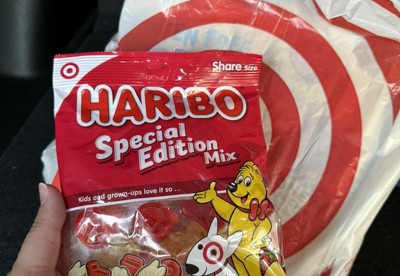 Share Size
HARIBO
Special
Edition
Mix
Kids and grown-ups love it so ...